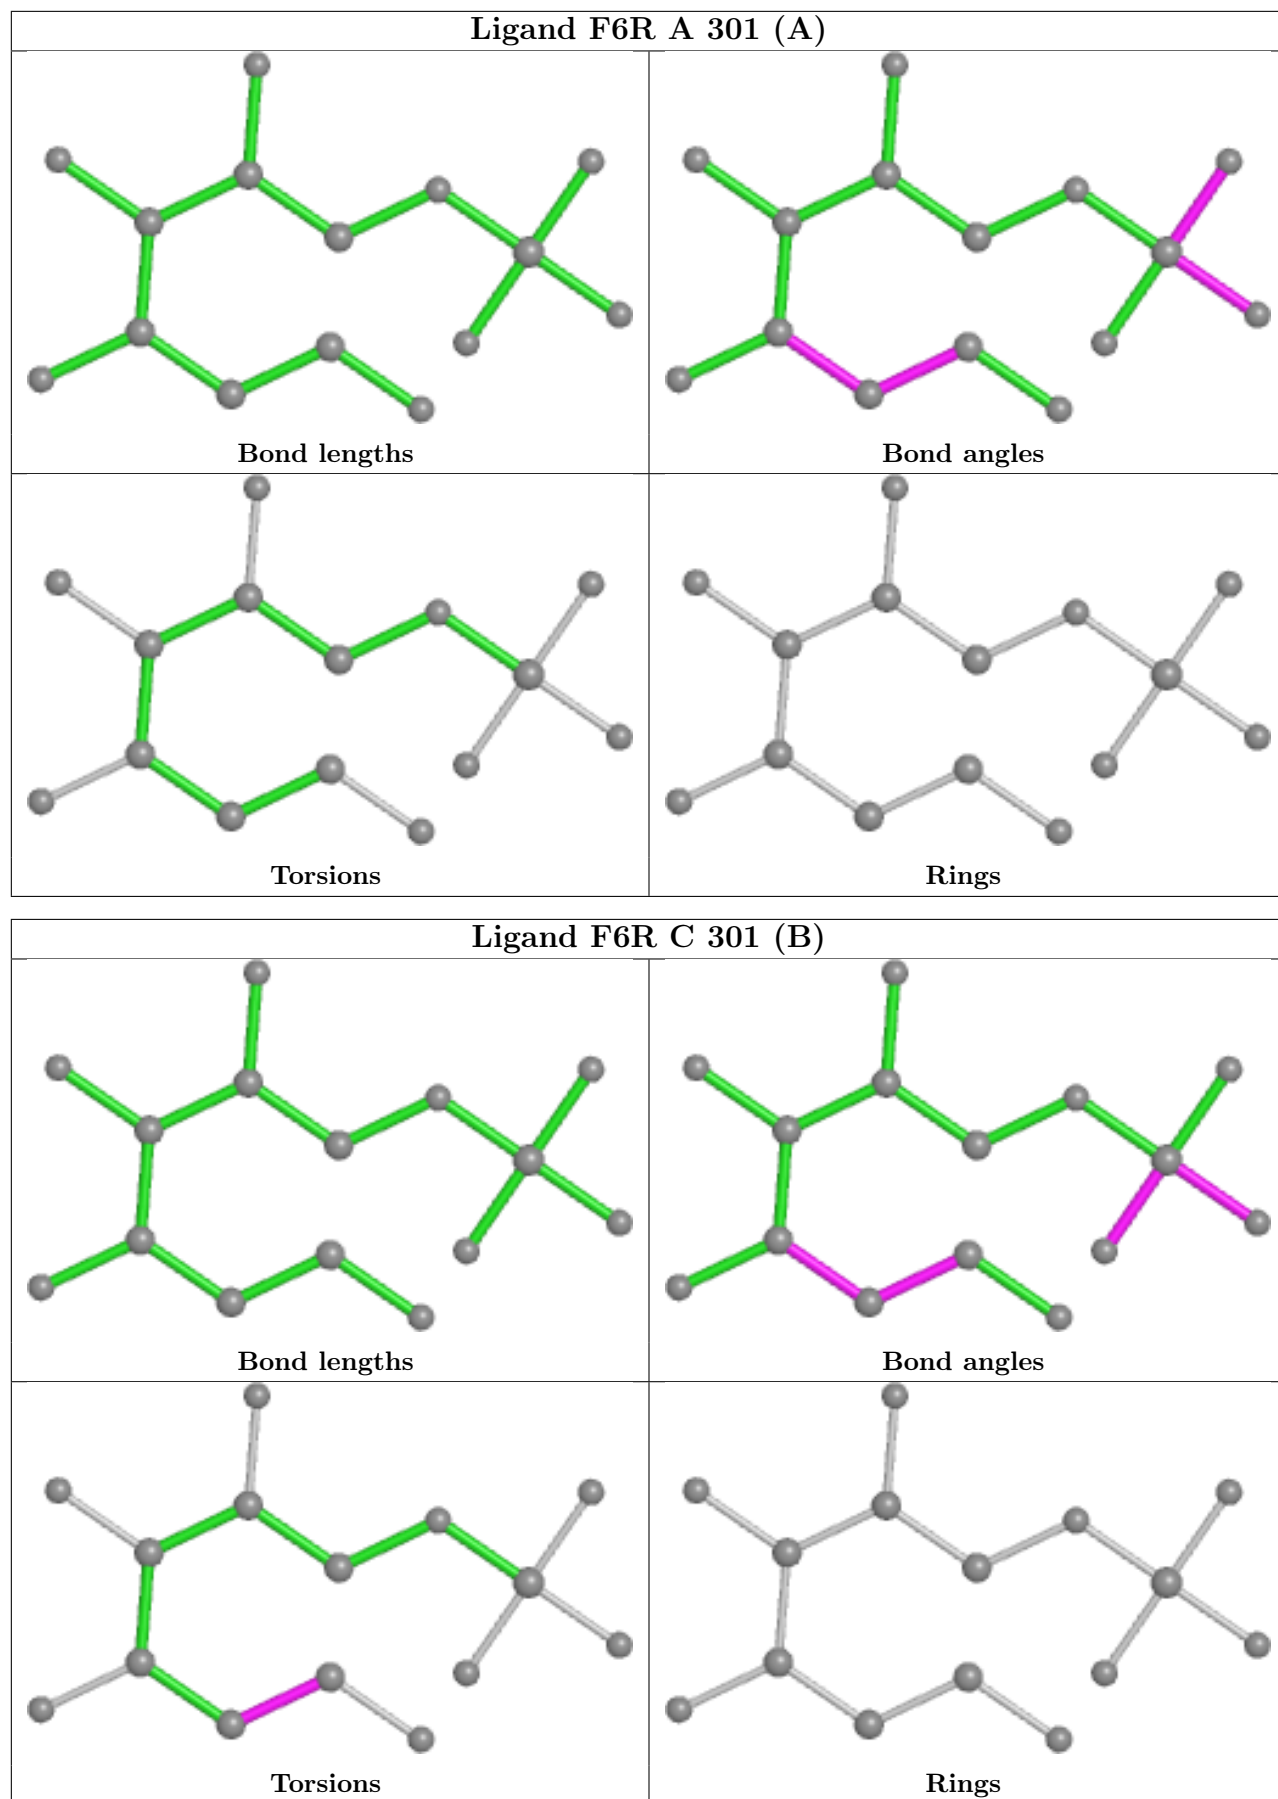 Ligand F6R A 301 (A)
Bond lengths
Bond angles
Torsions
Rings
Ligand F6R C 301 (B)
Bond lengths
Bond angles
Torsions
Rings